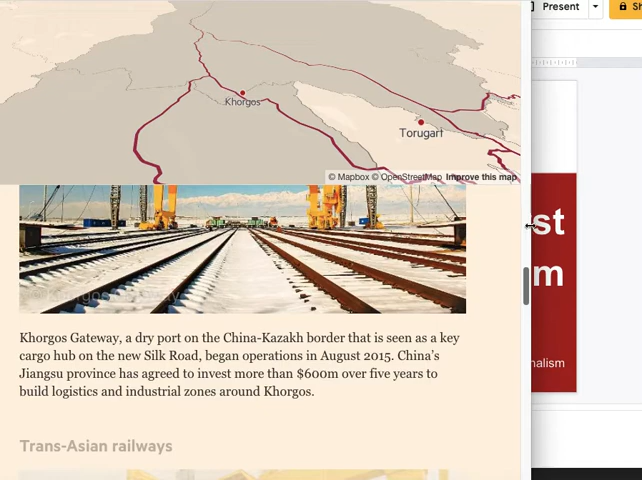 Present
Sh
Khorgos
Torugart
© Mapbox © OpenStreetMap Improve this map
st
m
nalism
Khorgos Gateway, a dry port on the China-Kazakh border that is seen as a key
cargo hub on the new Silk Road, began operations in August 2015. China’s
Jiangsu province has agreed to invest more than $600m over five years to
build logistics and industrial zones around Khorgos.
Trans-Asian railways